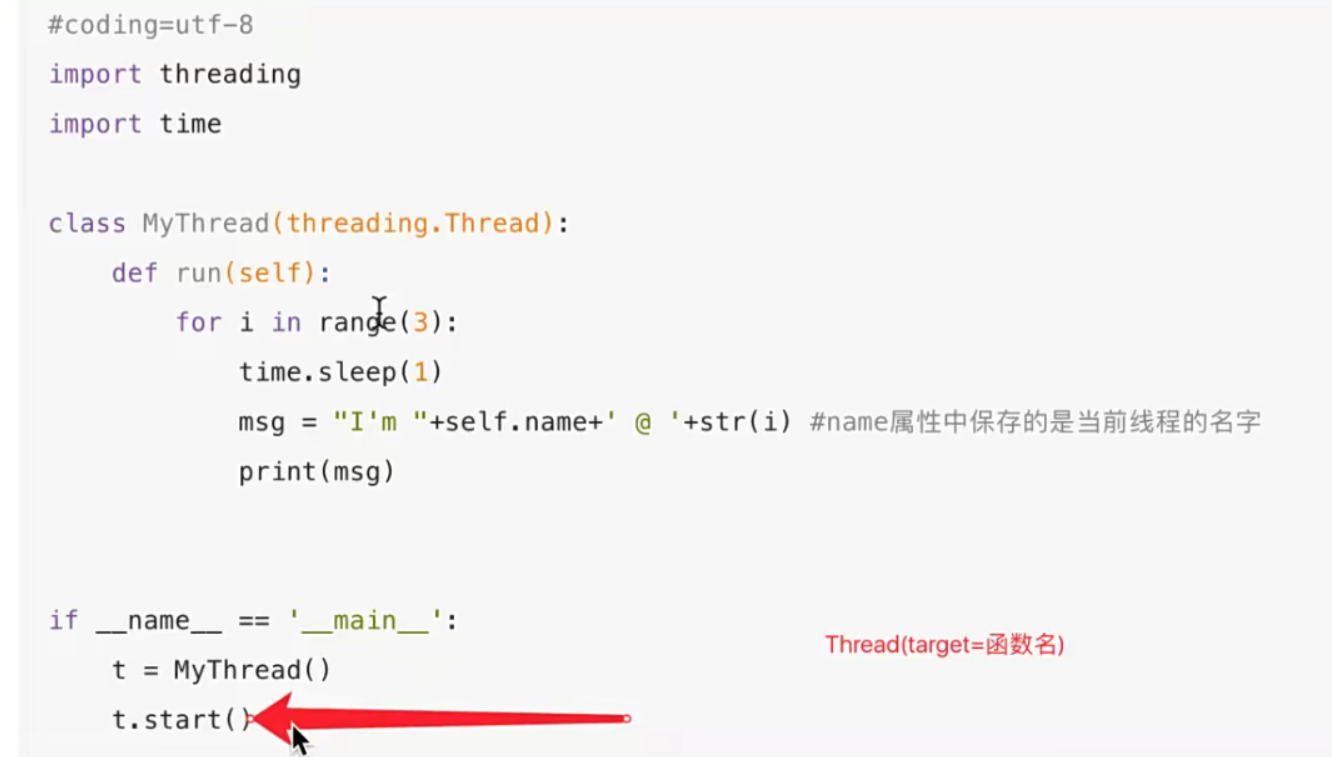 #coding=utf-8
import threading
import time
class MyThread(threading.Thread):
    def run(self):
        for i in range(3):
            time.sleep(1)
            msg = "I'm "+self.name+' @ '+str(i) #name属性中保存的是当前线程的名字
            print(msg)
if __name__ == '__main__':
Thread(target=函数名)
    t = MyThread()
    t.start()